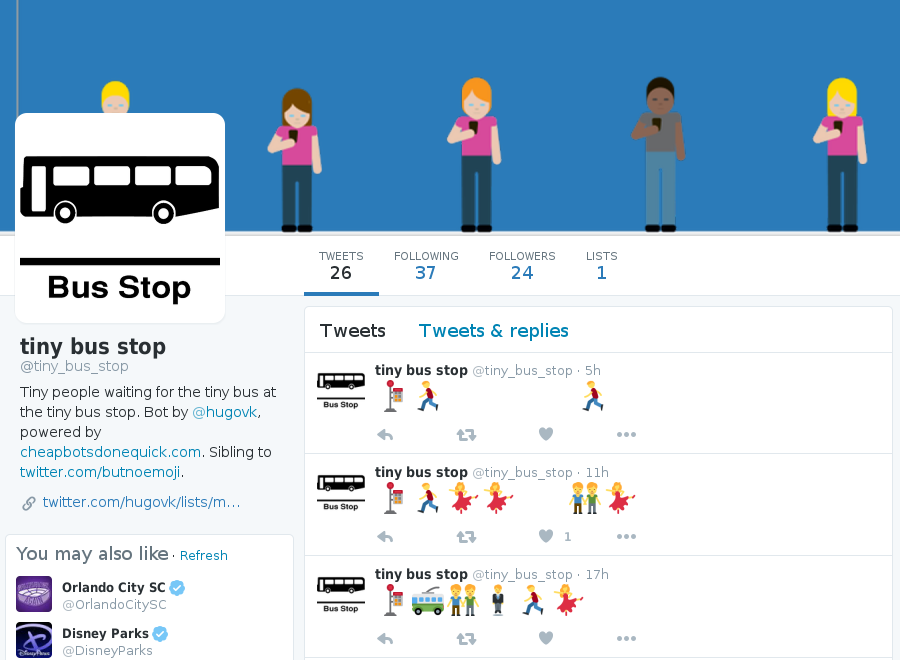 Bus Stop
TWEETS
26
FOLLOWING
37
FOLLOWERS
24
LISTS
1
tiny bus stop
@tiny_bus_stop
Tiny people waiting for the tiny bus at
the tiny bus stop. Bot by @hugovk,
powered by
cheapbotsdonequick.com. Sibling to
twitter.com/butnoemoji.
twitter.com/hugovk/lists/m…
You may also like · Refresh
Orlando City SC
@OrlandoCitySC
Disney Parks
@DisneyParks
Tweets Tweets & replies
tiny bus stop @tiny_bus_stop · 5h
Bus Stop
tiny bus stop @tiny_bus_stop · 11h
Bus Stop
1
tiny bus stop @tiny_bus_stop · 17h
Bus Stop